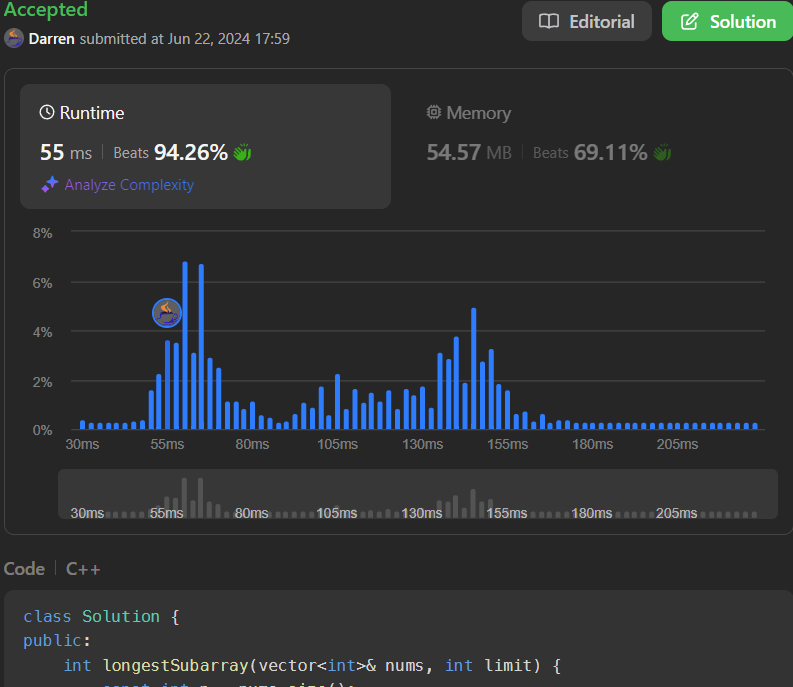 Accepted
Editorial
Solution
Darren submitted at Jun 22, 2024 17:59
Runtime
Memory
55 ms Beats 94.26%
54.57 MB Beats 69.11%
Analyze Complexity
8%
6%
4%
2%
0%
30ms 55ms 80ms 105ms 130ms 155ms 180ms 205ms
30ms 55ms 80ms 105ms 130ms 155ms 180ms 205ms
Code C++
class Solution {
public:
    int longestSubarray(vector<int>& nums, int limit) {